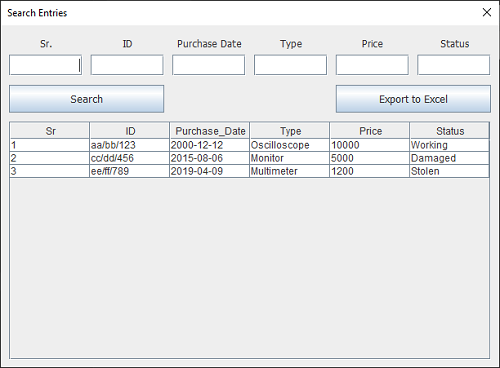 Search Entries
Sr. ID Purchase Date Type Price Status
Search Export to Excel
Sr ID Purchase_Date Type Price Status
1 aa/bb/123 2000-12-12 Oscilloscope 10000 Working
2 cc/dd/456 2015-08-06 Monitor 5000 Damaged
3 ee/ff/789 2019-04-09 Multimeter 1200 Stolen